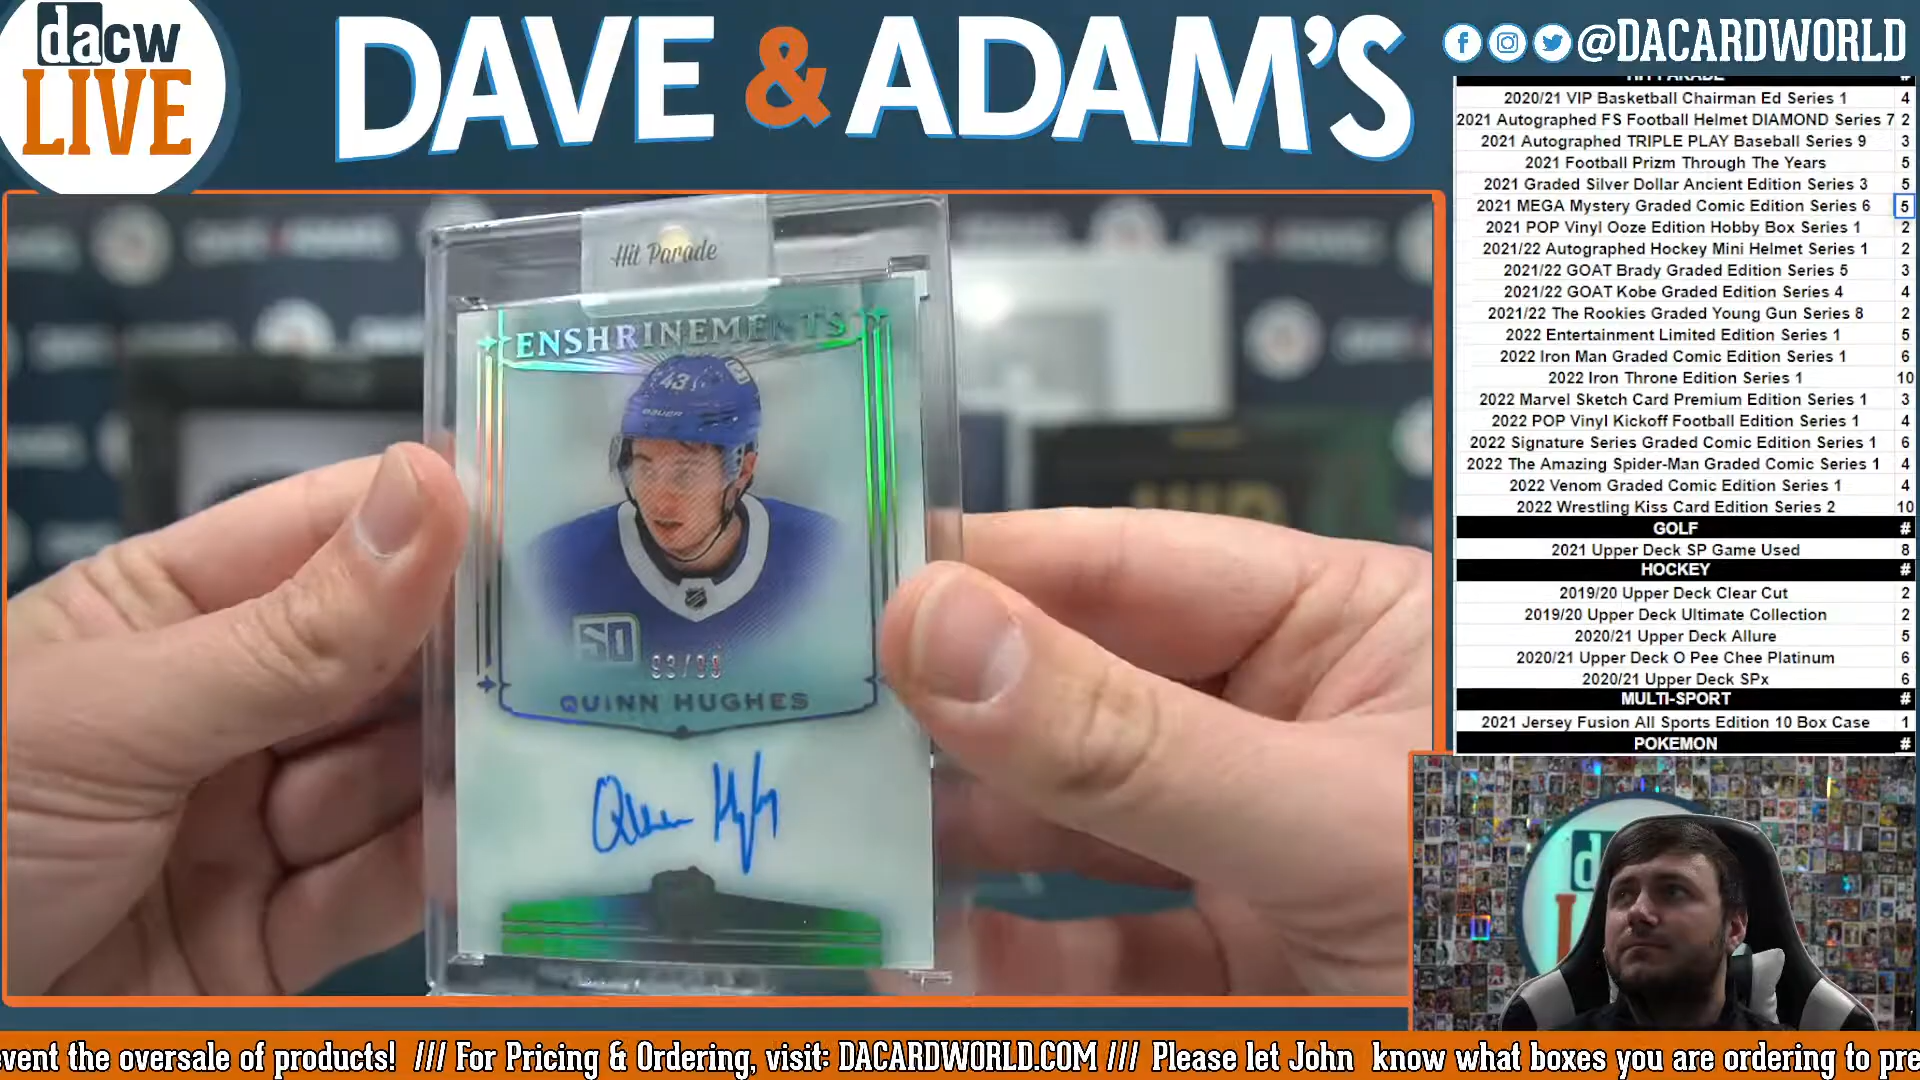 dacw
LIVE
DAVE & ADAM'S
@DACARDWORLD
HIT PARADE #
2020/21 VIP Basketball Chairman Ed Series 1 4
2021 Autographed FS Football Helmet DIAMOND Series 7 2
2021 Autographed TRIPLE PLAY Baseball Series 9 3
2021 Football Prizm Through The Years 5
2021 Graded Silver Dollar Ancient Edition Series 3 5
2021 MEGA Mystery Graded Comic Edition Series 6 5
2021 POP Vinyl Ooze Edition Hobby Box Series 1 2
2021/22 Autographed Hockey Mini Helmet Series 1 2
2021/22 GOAT Brady Graded Edition Series 5 3
2021/22 GOAT Kobe Graded Edition Series 4 4
2021/22 The Rookies Graded Young Gun Series 8 2
2022 Entertainment Limited Edition Series 1 5
2022 Iron Man Graded Comic Edition Series 1 6
2022 Iron Throne Edition Series 1 10
2022 Marvel Sketch Card Premium Edition Series 1 3
2022 POP Vinyl Kickoff Football Edition Series 1 4
2022 Signature Series Graded Comic Edition Series 1 6
2022 The Amazing Spider-Man Graded Comic Series 1 4
2022 Venom Graded Comic Edition Series 1 4
2022 Wrestling Kiss Card Edition Series 2 10
GOLF #
2021 Upper Deck SP Game Used 8
HOCKEY #
2019/20 Upper Deck Clear Cut 2
2019/20 Upper Deck Ultimate Collection 2
2020/21 Upper Deck Allure 5
2020/21 Upper Deck O Pee Chee Platinum 6
2020/21 Upper Deck SPx 6
MULTI-SPORT #
2021 Jersey Fusion All Sports Edition 10 Box Case 1
POKEMON #
Hit Parade
ENSHRINEMENTS
43
BAUER
50
93/99
QUINN HUGHES
event the oversale of products! /// For Pricing & Ordering, visit: DACARDWORLD.COM /// Please let John know what boxes you are ordering to pre